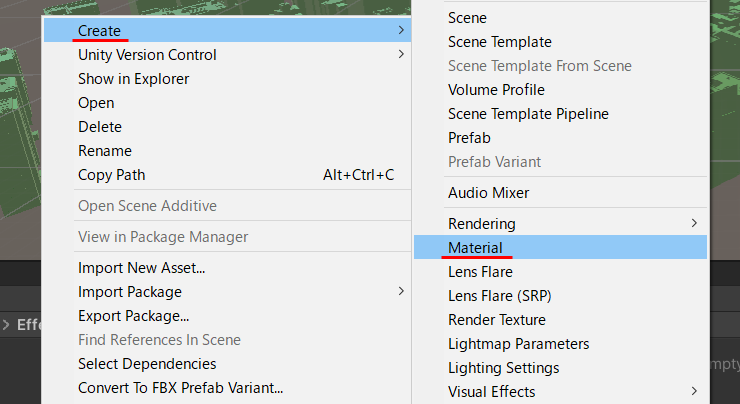 Create
Unity Version Control
Show in Explorer
Open
Delete
Rename
Copy Path Alt+Ctrl+C
Open Scene Additive
View in Package Manager
Import New Asset...
Import Package
Export Package...
Find References In Scene
Select Dependencies
Convert To FBX Prefab Variant...
Scene
Scene Template
Scene Template From Scene
Volume Profile
Scene Template Pipeline
Prefab
Prefab Variant
Audio Mixer
Rendering
Material
Lens Flare
Lens Flare (SRP)
Render Texture
Lightmap Parameters
Lighting Settings
Visual Effects
Effe
mpty